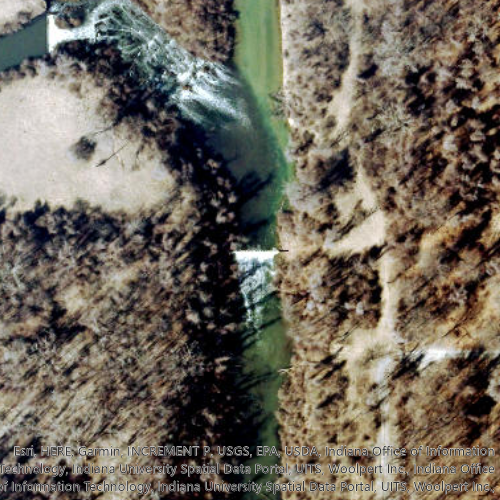 Esri, HERE, Garmin, INCREMENT P, USGS, EPA, USDA, Indiana Office of Information
Technology, Indiana University Spatial Data Portal, UITS, Woolpert Inc., Indiana Office
of Information Technology, Indiana University Spatial Data Portal, UITS, Woolpert Inc.,